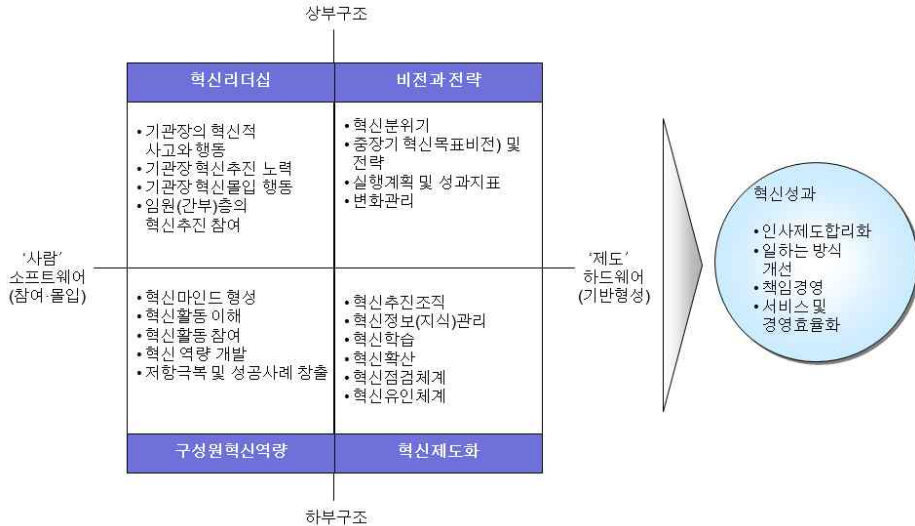 상부구조
혁신리더십
비전과 전략
• 기관장의 혁신적
사고와 행동
• 기관장 혁신추진 노력
• 기관장 혁신몰입 행동
• 임원(간부)층의
혁신추진 참여
• 혁신분위기
• 중장기 혁신목표비전) 및
전략
• 실행계획 및 성과지표
• 변화관리
'사람'
소프트웨어
(참여·몰입)
'제도'
하드웨어
(기반형성)
• 혁신마인드 형성
• 혁신활동 이해
• 혁신활동 참여
• 혁신 역량 개발
• 저항극복 및 성공사례 창출
• 혁신추진조직
• 혁신정보(지식)관리
• 혁신학습
• 혁신확산
• 혁신점검체계
• 혁신유인체계
구성원혁신역량
혁신제도화
하부구조
혁신성과
• 인사제도합리화
• 일하는 방식
개선
• 책임경영
• 서비스 및
경영효율화